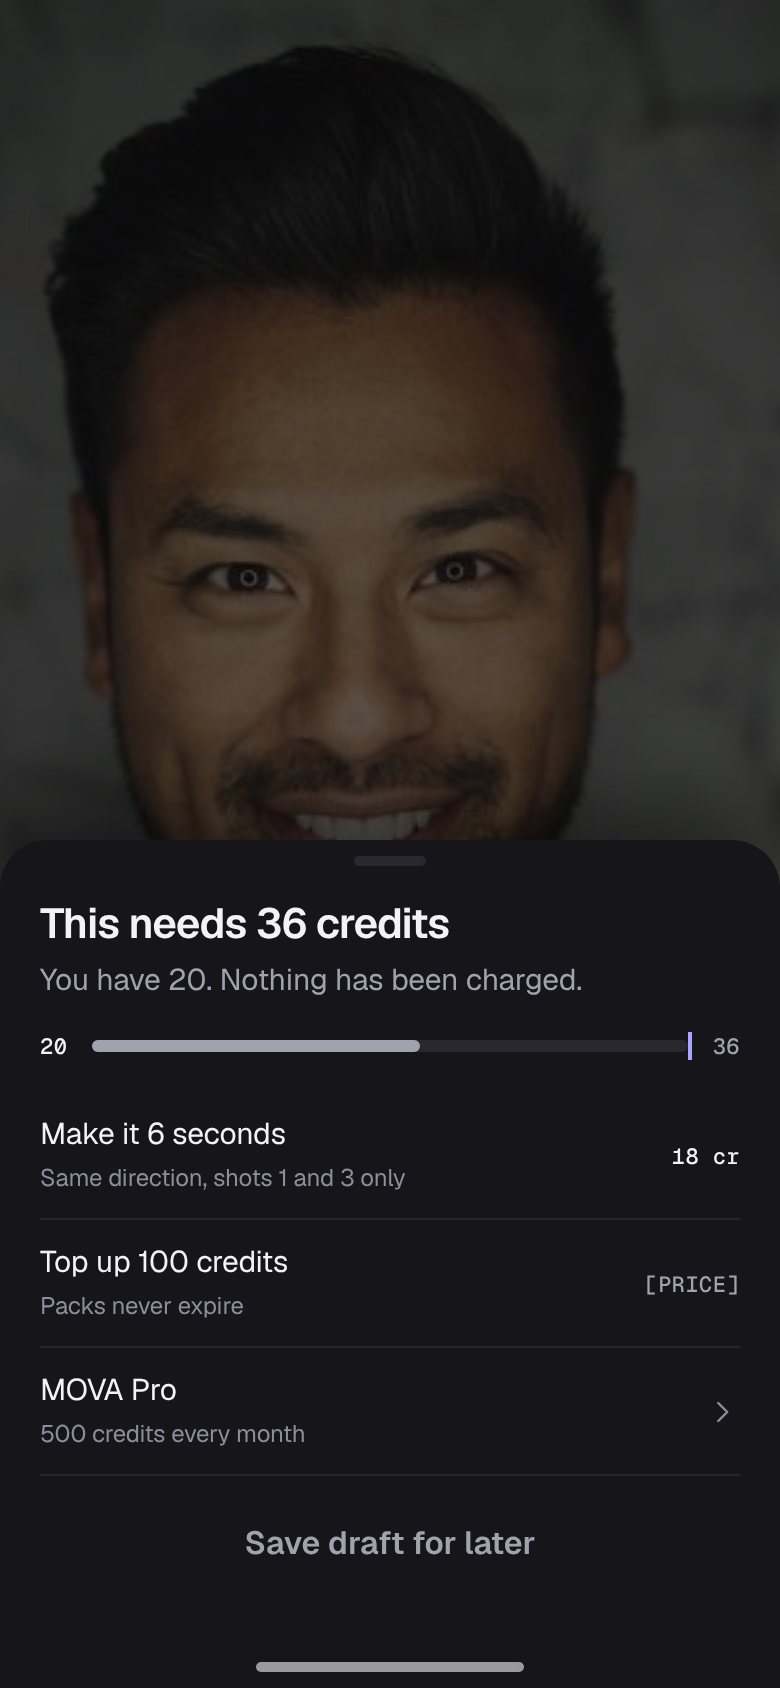 This needs 36 credits
You have 20. Nothing has been charged.
20 36
Make it 6 seconds
Same direction, shots 1 and 3 only
18 cr
Top up 100 credits
Packs never expire
[PRICE]
MOVA Pro
500 credits every month
Save draft for later